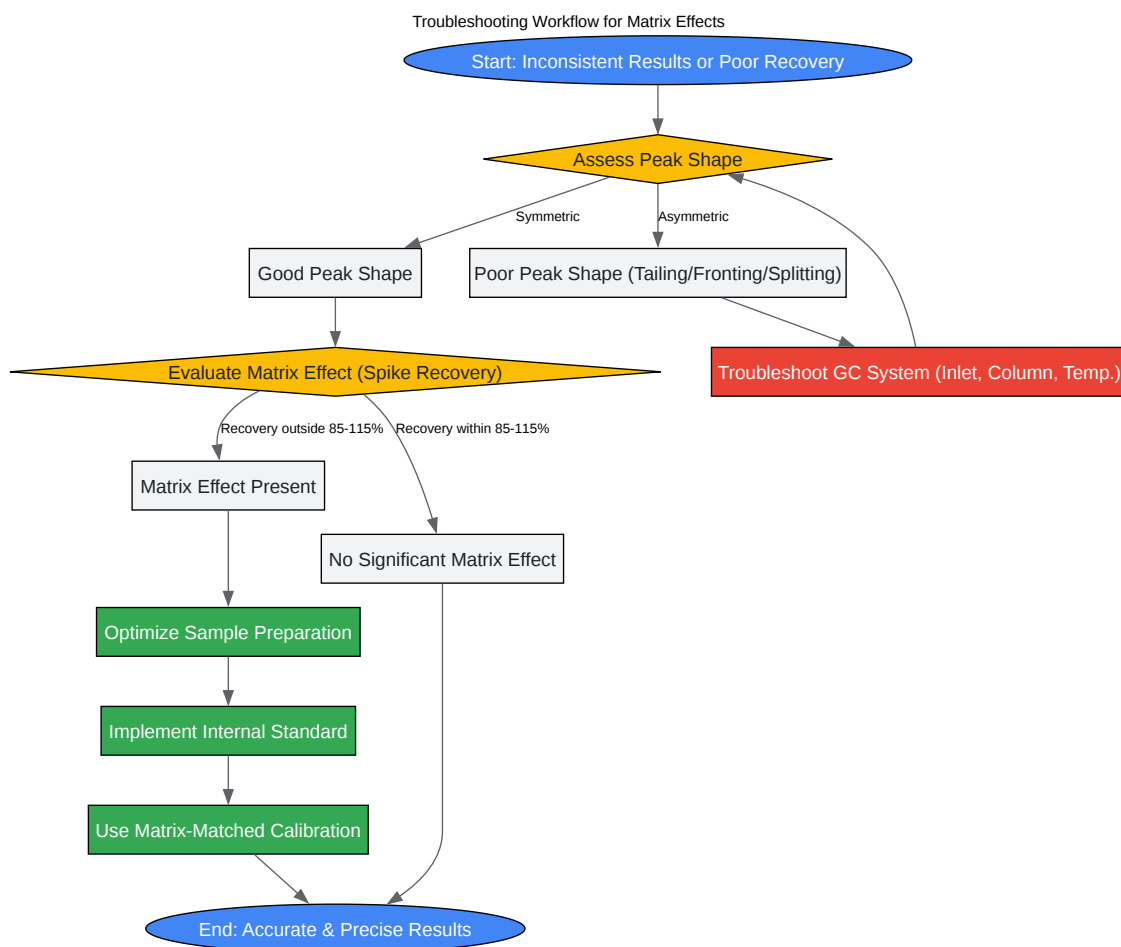 Troubleshooting Workflow for Matrix Effects
Start: Inconsistent Results or Poor Recovery
Assess Peak Shape
Symmetric
Asymmetric
Good Peak Shape
Poor Peak Shape (Tailing/Fronting/Splitting)
Evaluate Matrix Effect (Spike Recovery)
Troubleshoot GC System (Inlet, Column, Temp.)
Recovery outside 85-115%
Recovery within 85-115%
Matrix Effect Present
No Significant Matrix Effect
Optimize Sample Preparation
Implement Internal Standard
Use Matrix-Matched Calibration
End: Accurate & Precise Results